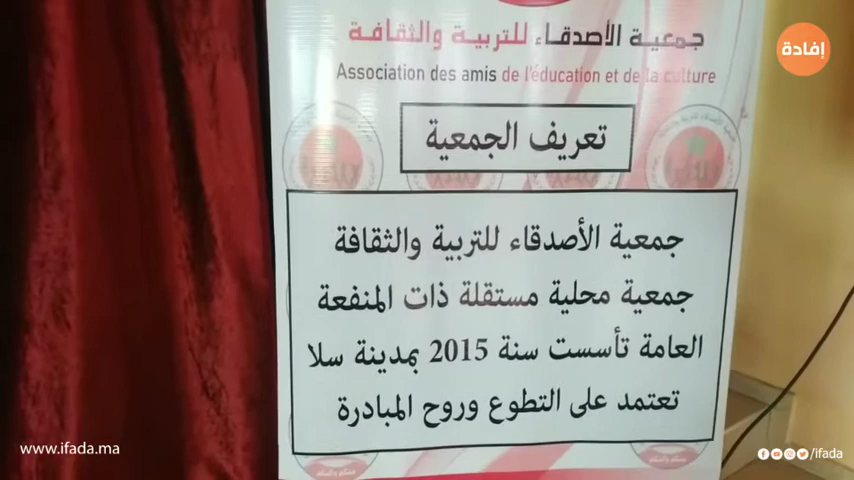 إفادة
جمعية الأصدقاء للتربية والثقافة
Association des amis de l'éducation et de la culture
تعريف الجمعية
جمعية الأصدقاء للتربية والثقافة
جمعية محلية مستقلة ذات المنفعة
العامة تأسست سنة 2015 بمدينة سلا
تعتمد على التطوع وروح المبادرة
www.ifada.ma
/ifada